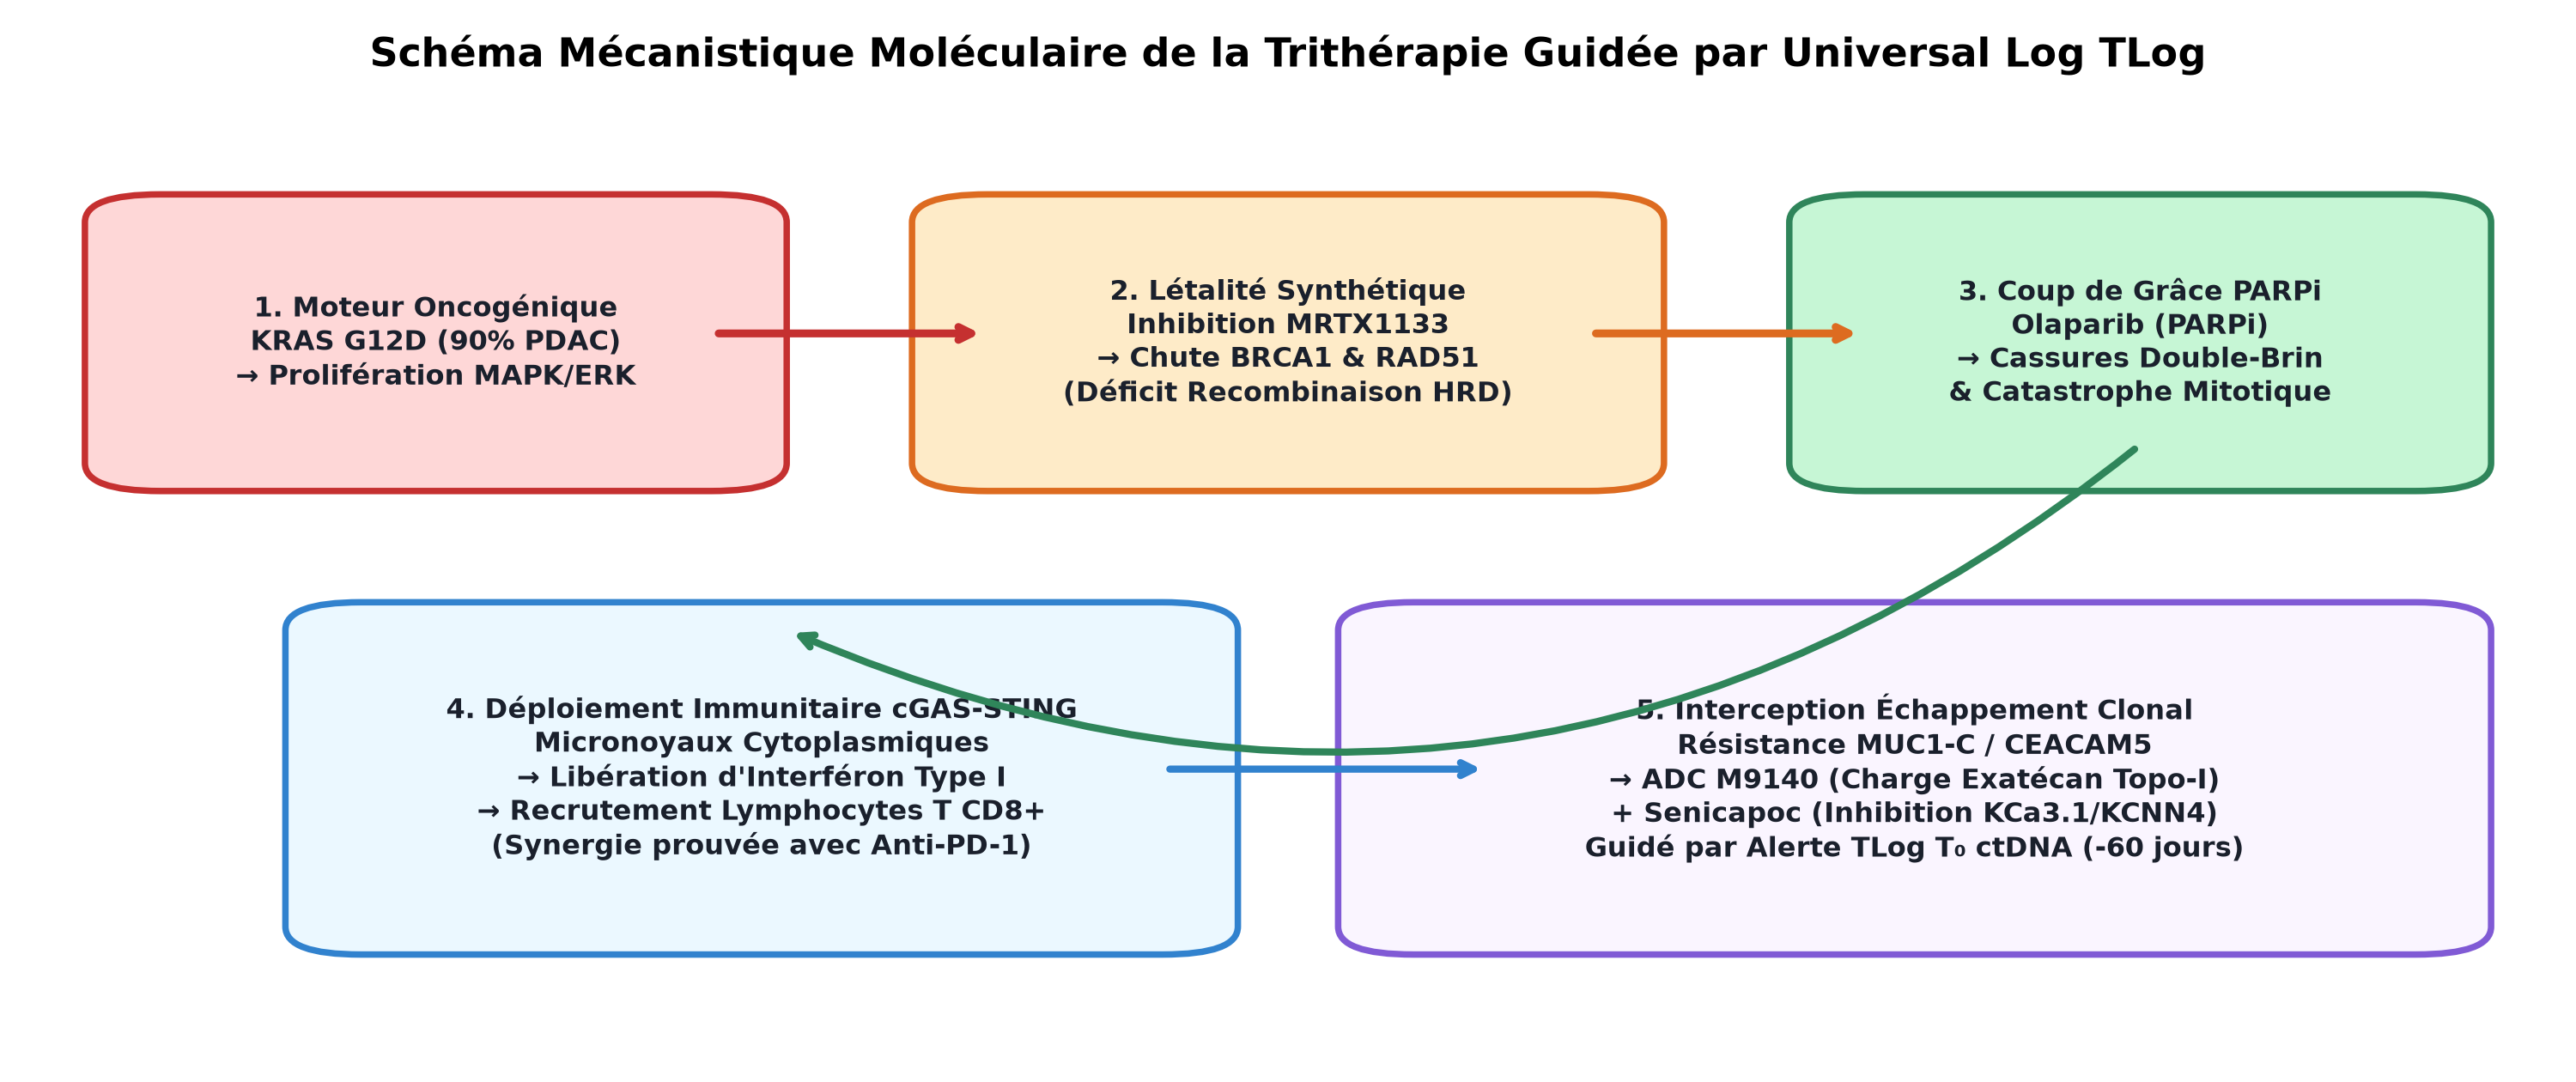 Schéma Mécanistique Moléculaire de la Trithérapie Guidée par Universal Log TLog
1. Moteur Oncogénique
KRAS G12D (90% PDAC)
→ Prolifération MAPK/ERK
2. Létalité Synthétique
Inhibition MRTX1133
→ Chute BRCA1 & RAD51
(Déficit Recombinaison HRD)
3. Coup de Grâce PARPi
Olaparib (PARPi)
→ Cassures Double-Brin
& Catastrophe Mitotique
4. Déploiement Immunitaire cGAS-STING
Micronoyaux Cytoplasmiques
→ Libération d'Interféron Type I
→ Recrutement Lymphocytes T CD8+
(Synergie prouvée avec Anti-PD-1)
5. Interception Échappement Clonal
Résistance MUC1-C / CEACAM5
→ ADC M9140 (Charge Exatécan Topo-I)
+ Senicapoc (Inhibition KCa3.1/KCNN4)
Guidé par Alerte TLog T₀ ctDNA (-60 jours)